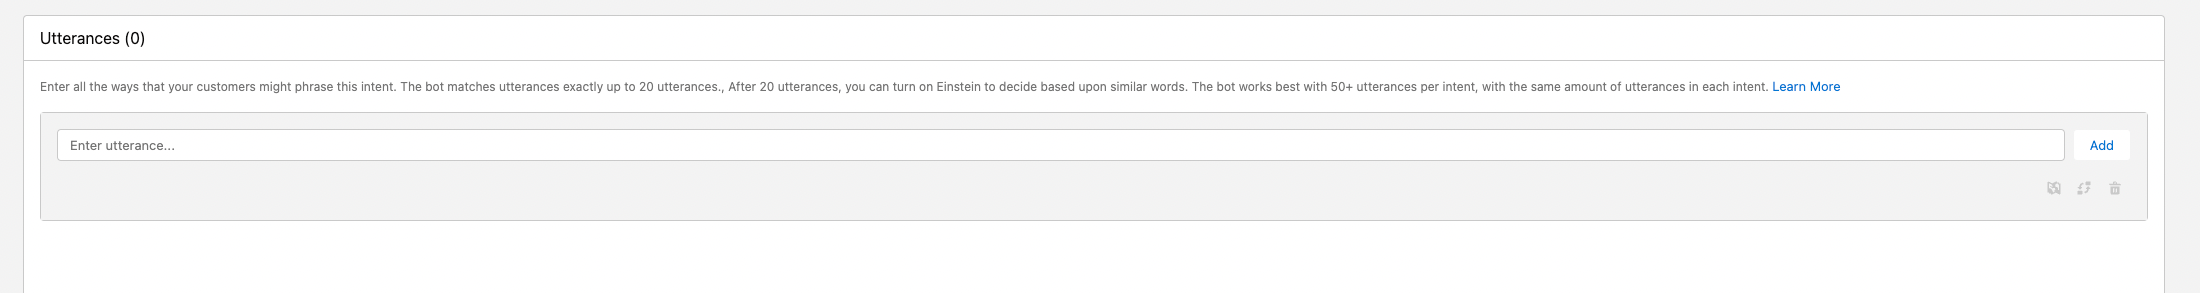 Utterances (0)
Enter all the ways that your customers might phrase this intent. The bot matches utterances exactly up to 20 utterances., After 20 utterances, you can turn on Einstein to decide based upon similar words. The bot works best with 50+ utterances per intent, with the same amount of utterances in each intent. Learn More
Enter utterance...
Add